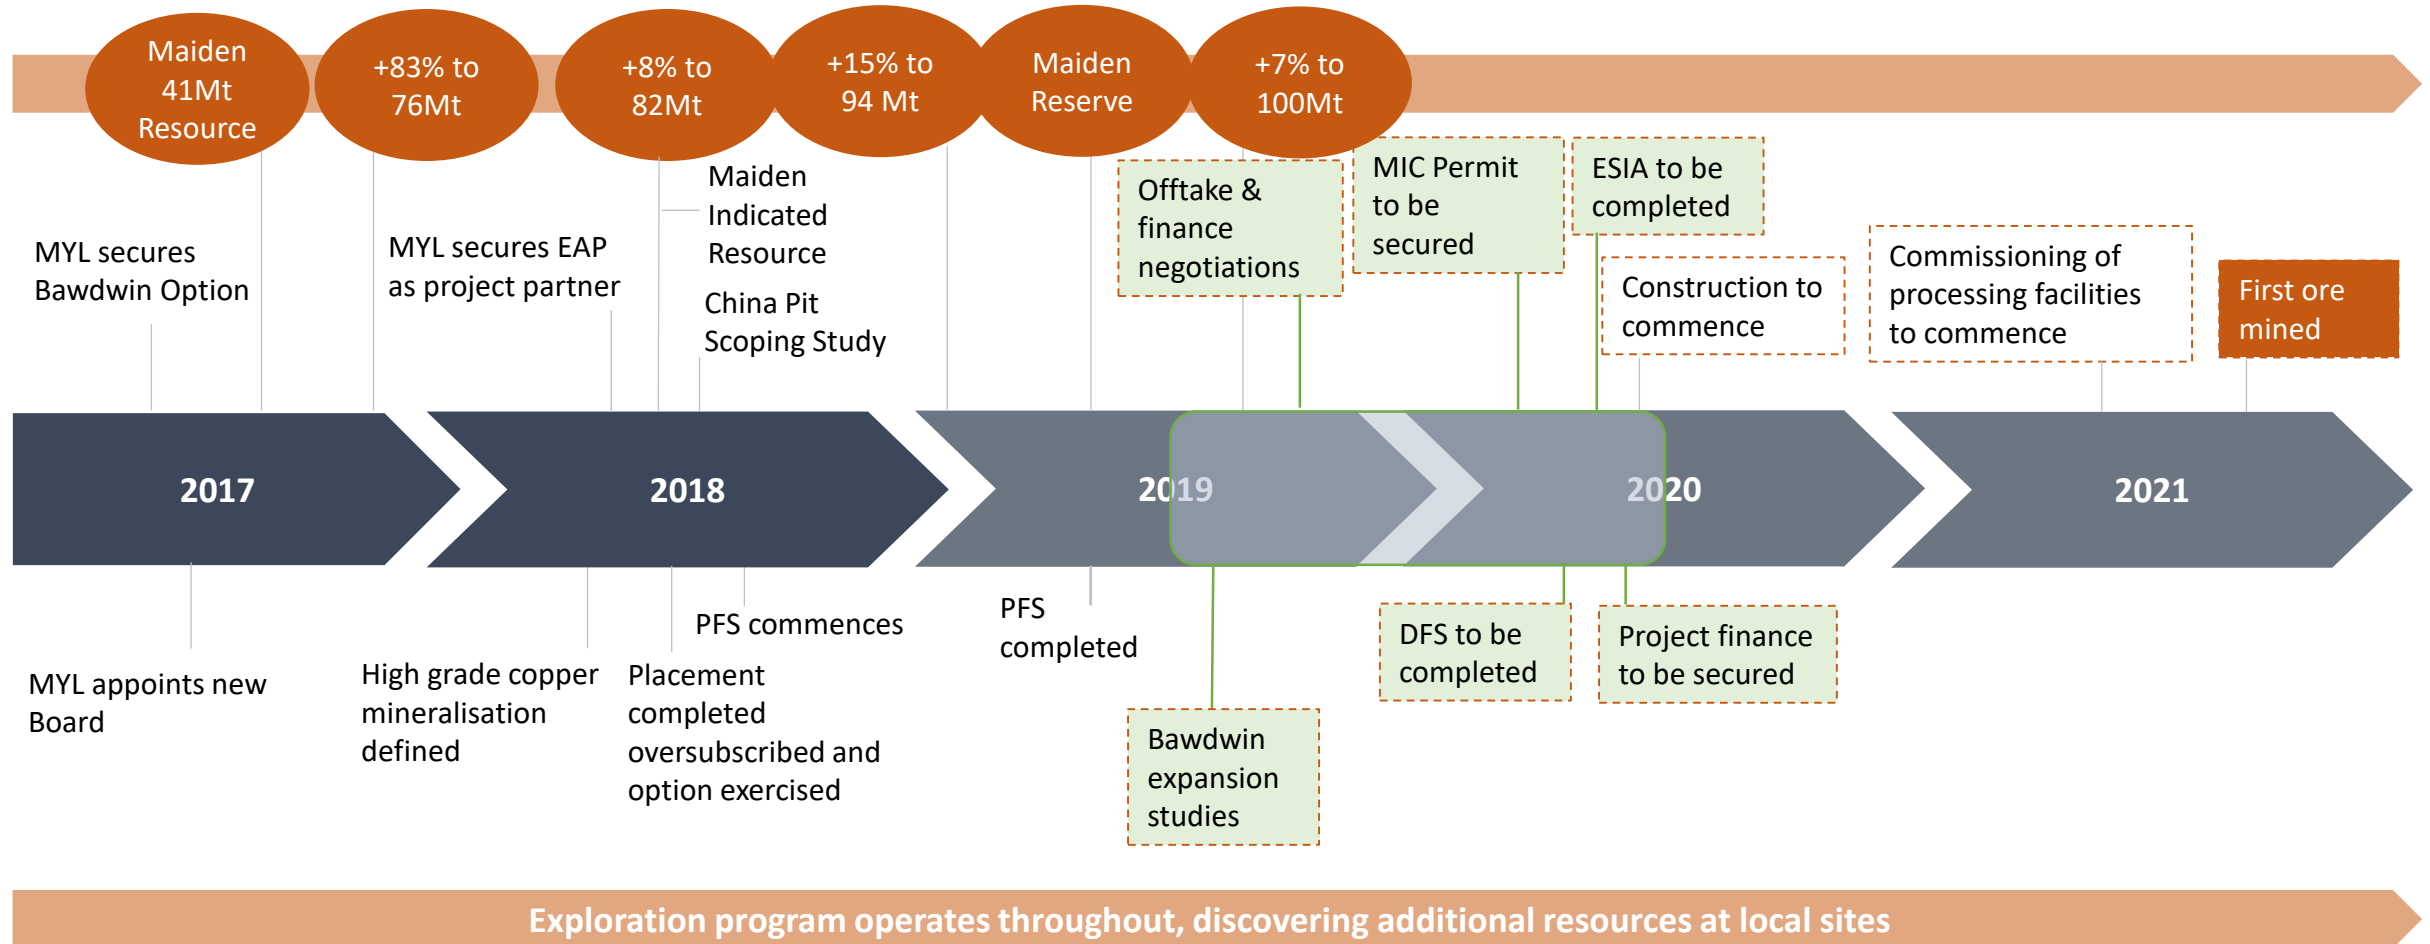 Maiden
41Mt
Resource
+83% to
76Mt
+8% to
82Mt
+15% to
94 Mt
Maiden
Reserve
+7% to
100Mt
MYL secures
Bawdwin Option
MYL secures EAP
as project partner
Maiden
Indicated
Resource
China Pit
Scoping Study
Offtake &
finance
negotiations
MIC Permit
to be
secured
ESIA to be
completed
Construction to
commence
Commissioning of
processing facilities
to commence
First ore
mined
2017
2018
2019
2020
2021
MYL appoints new
Board
High grade copper
mineralisation
defined
PFS commences
Placement
completed
oversubscribed and
option exercised
PFS
completed
Bawdwin
expansion
studies
DFS to be
completed
Project finance
to be secured
Exploration program operates throughout, discovering additional resources at local sites